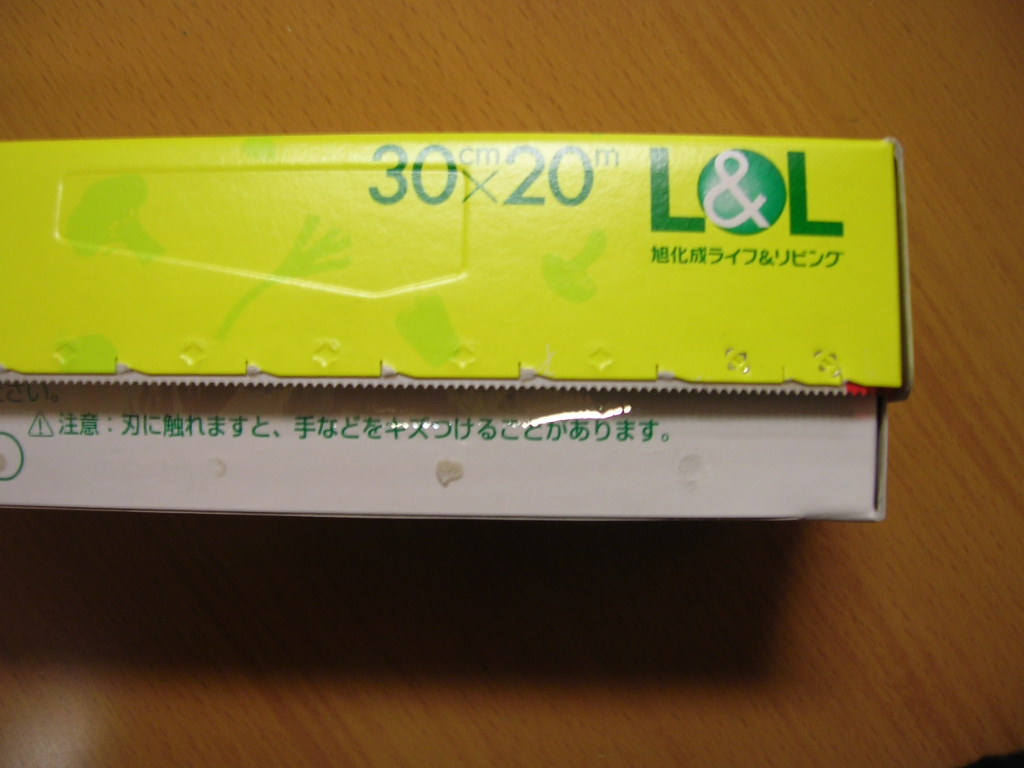 30cm×20m
L&L
旭化成ライフ&リビング
ださい。
⚠注意：刃に触れますと、手などをキズつけることがあります。